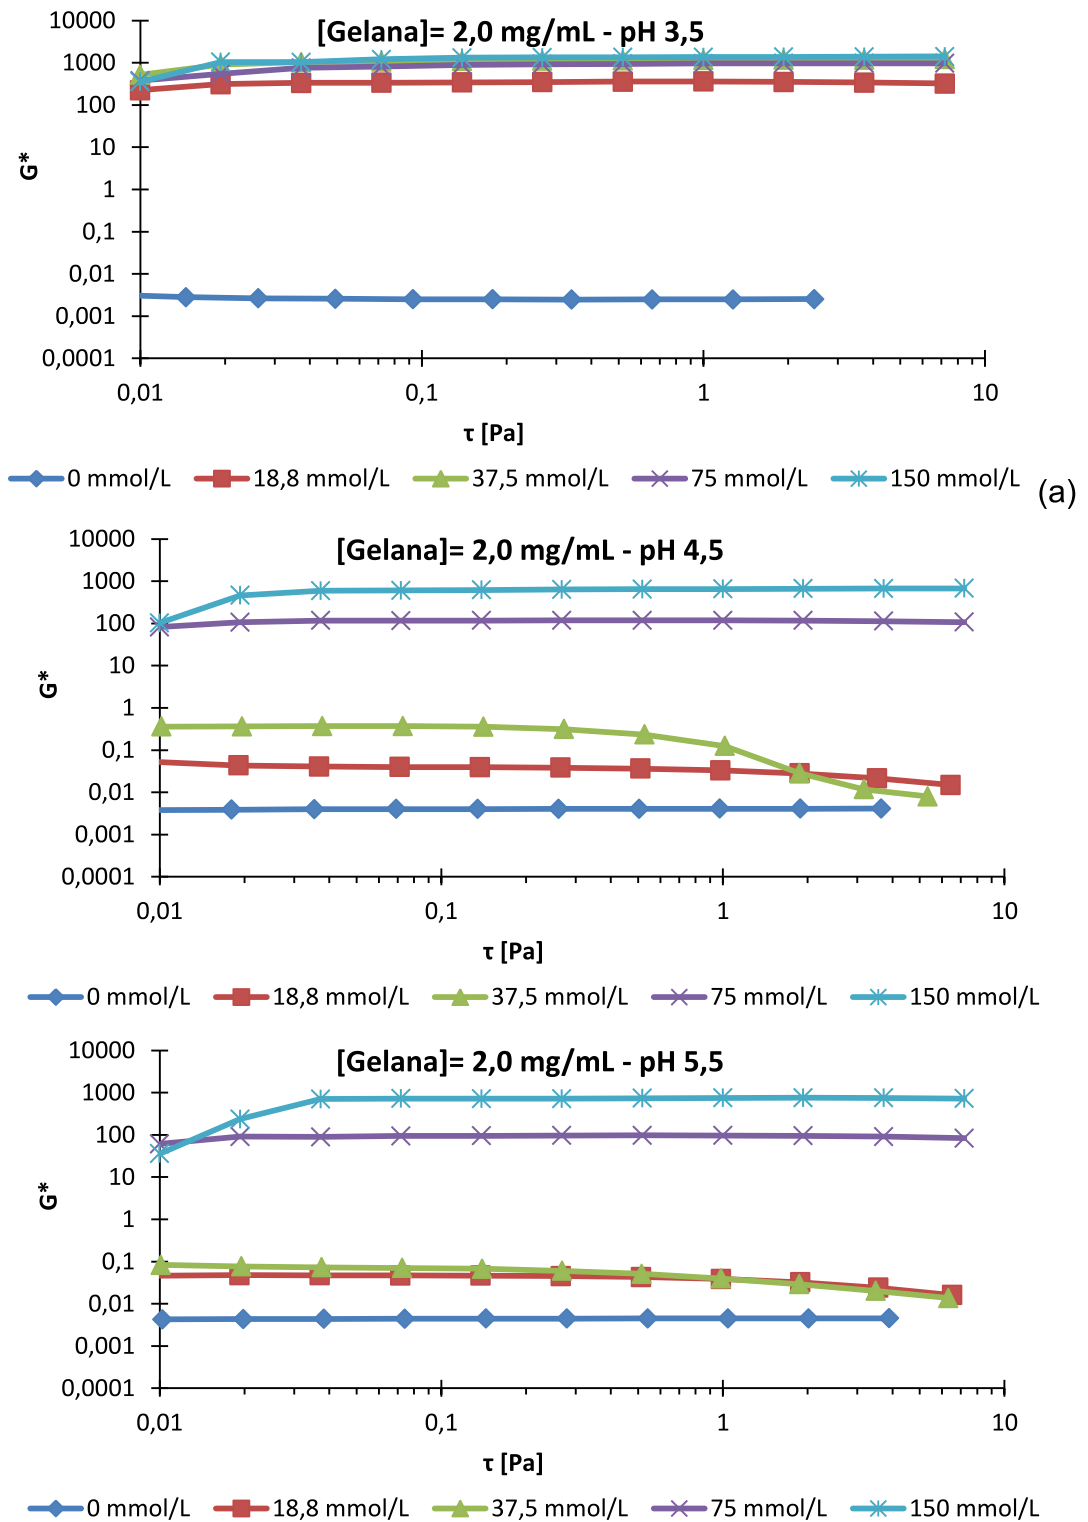 [Gelana]= 2,0 mg/mL - pH 3,5
10000
1000
100
10
1
0,1
0,01
0,001
0,0001
G*
0,01 0,1 1 10
τ [Pa]
0 mmol/L 18,8 mmol/L 37,5 mmol/L 75 mmol/L 150 mmol/L
(a)
[Gelana]= 2,0 mg/mL - pH 4,5
10000
1000
100
10
1
0,1
0,01
0,001
0,0001
G*
0,01 0,1 1 10
τ [Pa]
0 mmol/L 18,8 mmol/L 37,5 mmol/L 75 mmol/L 150 mmol/L
[Gelana]= 2,0 mg/mL - pH 5,5
10000
1000
100
10
1
0,1
0,01
0,001
0,0001
G*
0,01 0,1 1 10
τ [Pa]
0 mmol/L 18,8 mmol/L 37,5 mmol/L 75 mmol/L 150 mmol/L